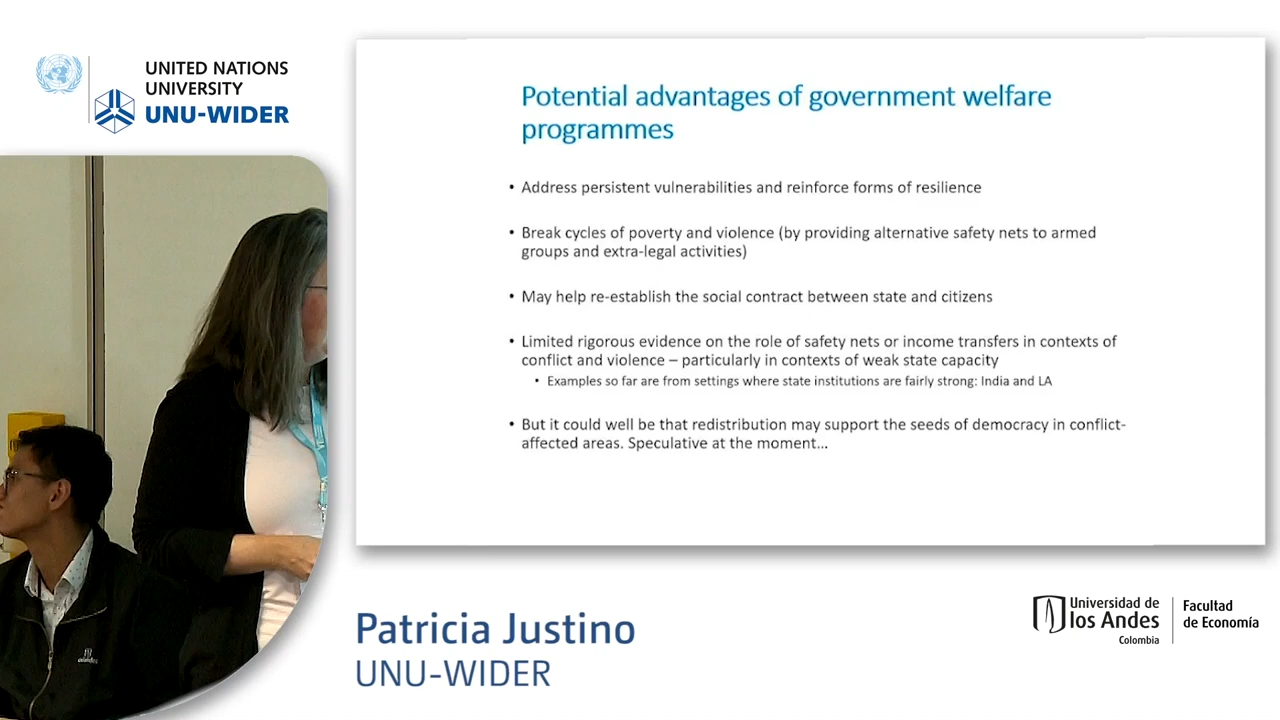 UNITED NATIONS
UNIVERSITY
UNU-WIDER
Potential advantages of government welfare
programmes
• Address persistent vulnerabilities and reinforce forms of resilience
• Break cycles of poverty and violence (by providing alternative safety nets to armed
groups and extra-legal activities)
• May help re-establish the social contract between state and citizens
• Limited rigorous evidence on the role of safety nets or income transfers in contexts of
conflict and violence – particularly in contexts of weak state capacity
• Examples so far are from settings where state institutions are fairly strong: India and LA
• But it could well be that redistribution may support the seeds of democracy in conflict-
affected areas. Speculative at the moment...
Patricia Justino
UNU-WIDER
Universidad de
los Andes
Colombia
Facultad
de Economía